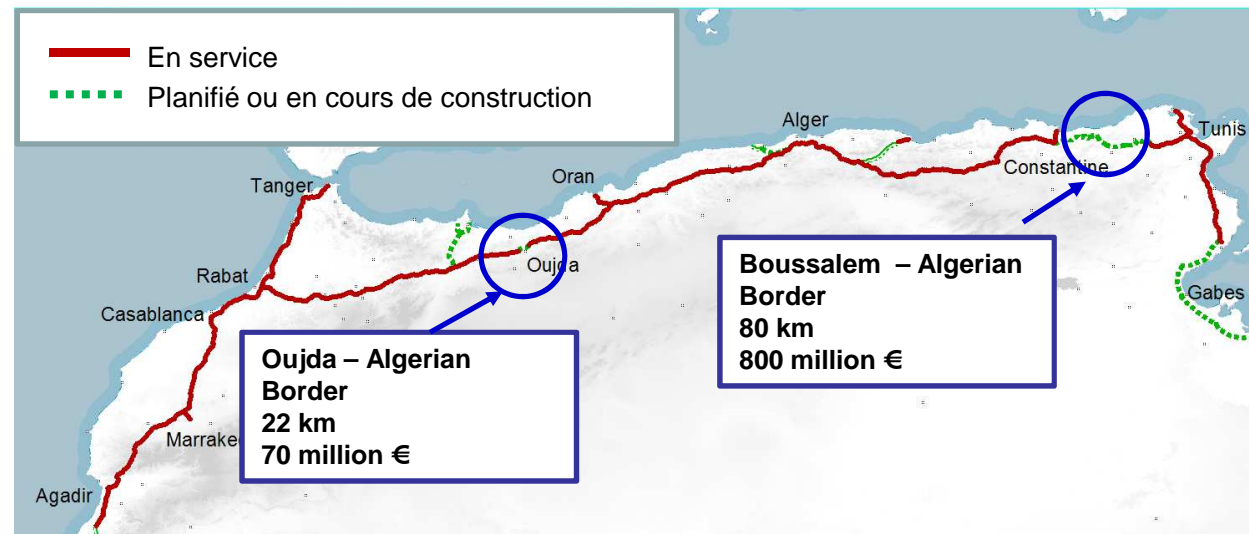 En service
Planifié ou en cours de construction
Alger
Tunis
Constantine
Tanger
Oran
Oujda
Rabat
Casablanca
Gabes
Boussalem – Algerian
Border
80 km
800 million €
Oujda – Algerian
Border
22 km
70 million €
Marrake
Agadir